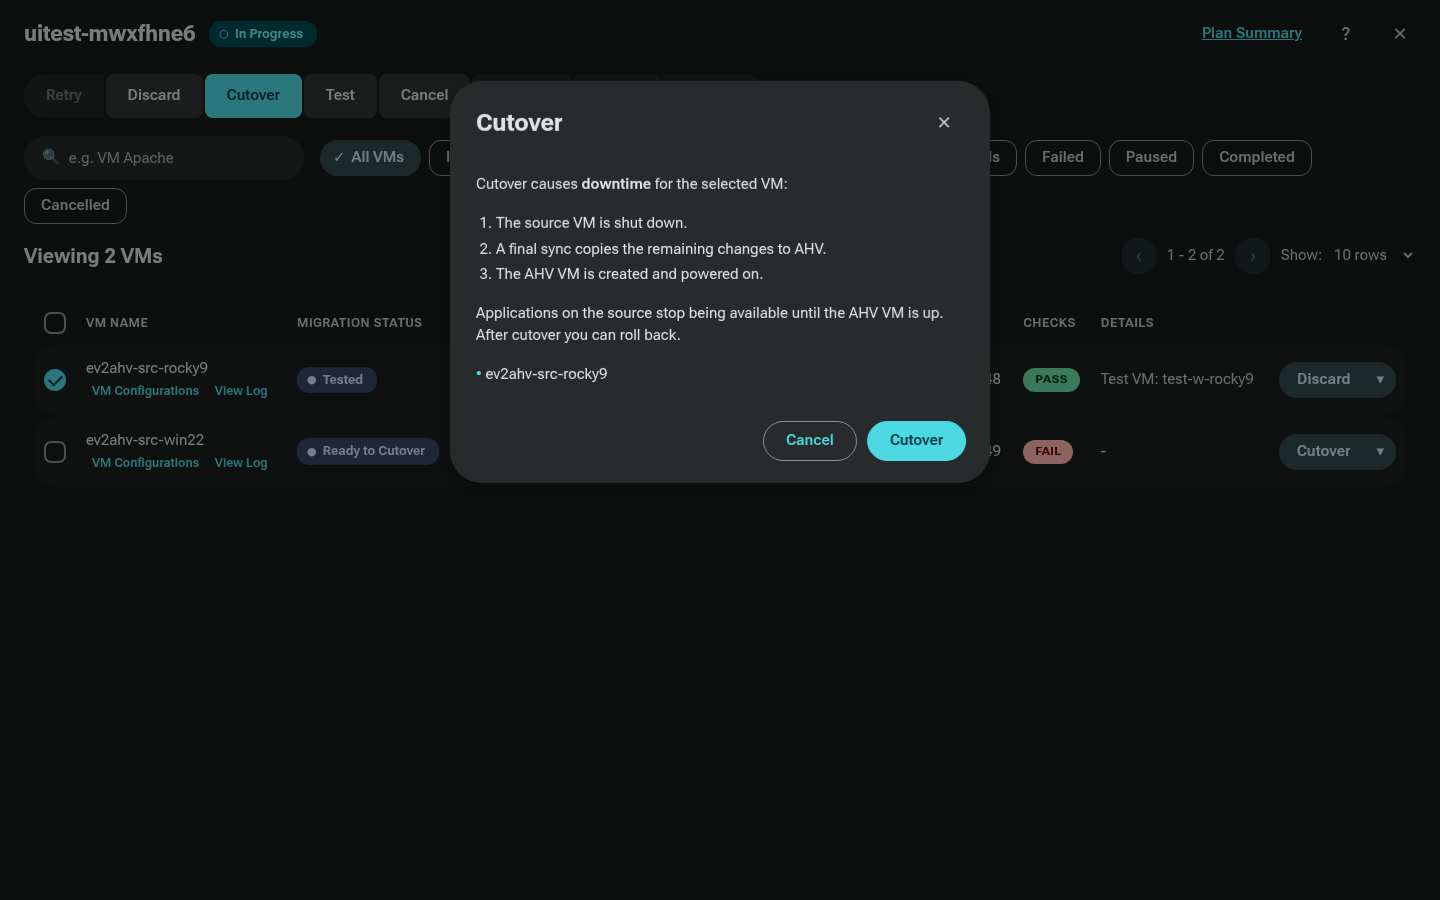 uitest-mwxfhne6 In Progress Plan Summary ? ×
Retry Discard Cutover Test Cancel
e.g. VM Apache ✓ All VMs Failed Paused Completed
Cancelled
Viewing 2 VMs ‹ 1 - 2 of 2 › Show: 10 rows
VM NAME MIGRATION STATUS CHECKS DETAILS
ev2ahv-src-rocky9
VM Configurations View Log
Tested PASS Test VM: test-w-rocky9 Discard ▾
ev2ahv-src-win22
VM Configurations View Log
Ready to Cutover FAIL - Cutover ▾
Cutover ×
Cutover causes downtime for the selected VM:
1. The source VM is shut down.
2. A final sync copies the remaining changes to AHV.
3. The AHV VM is created and powered on.
Applications on the source stop being available until the AHV VM is up.
After cutover you can roll back.
• ev2ahv-src-rocky9
Cancel Cutover